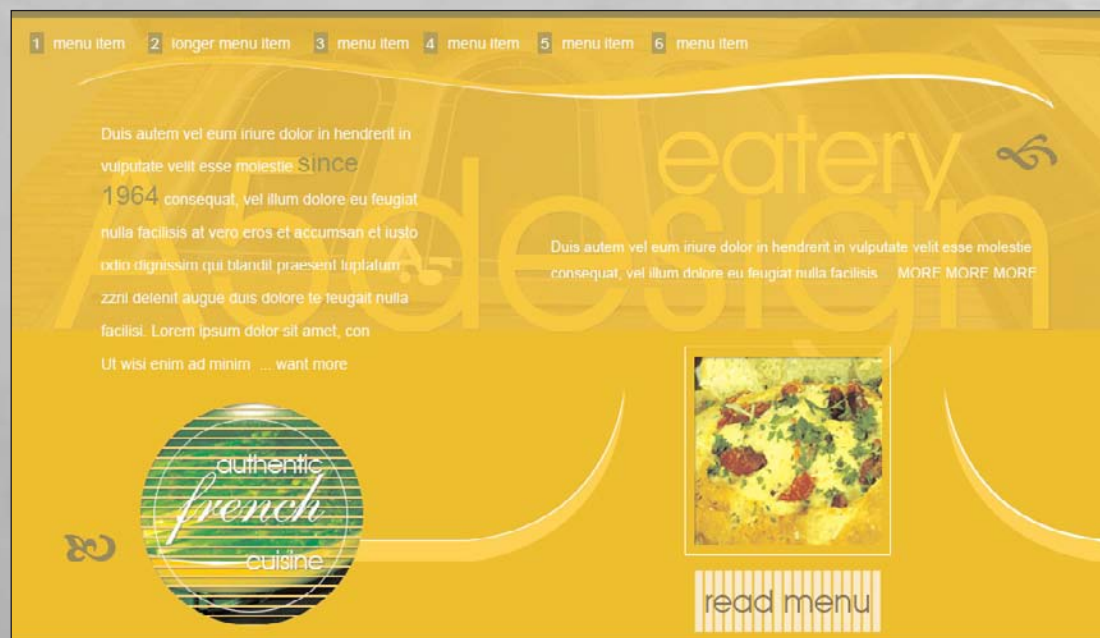 1 menu item 2 longer menu item 3 menu item 4 menu item 5 menu item 6 menu item
Duis autem vel eum iriure dolor in hendrerit in
vulputate velit esse molestie since
1964 consequat, vel illum dolore eu feugiat
nulla facilisis at vero eros et accumsan et iusto
odio dignissim qui blandit praesent luptatum
zzril delenit augue duis dolore te feugait nulla
facilisi. Lorem ipsum dolor sit amet, con
Ut wisi enim ad minim ... want more
eatery
Abdesign
Duis autem vel eum iriure dolor in hendrerit in vulputate velit esse molestie
consequat, vel illum dolore eu feugiat nulla facilisis MORE MORE MORE
authentic
french
cuisine
read menu